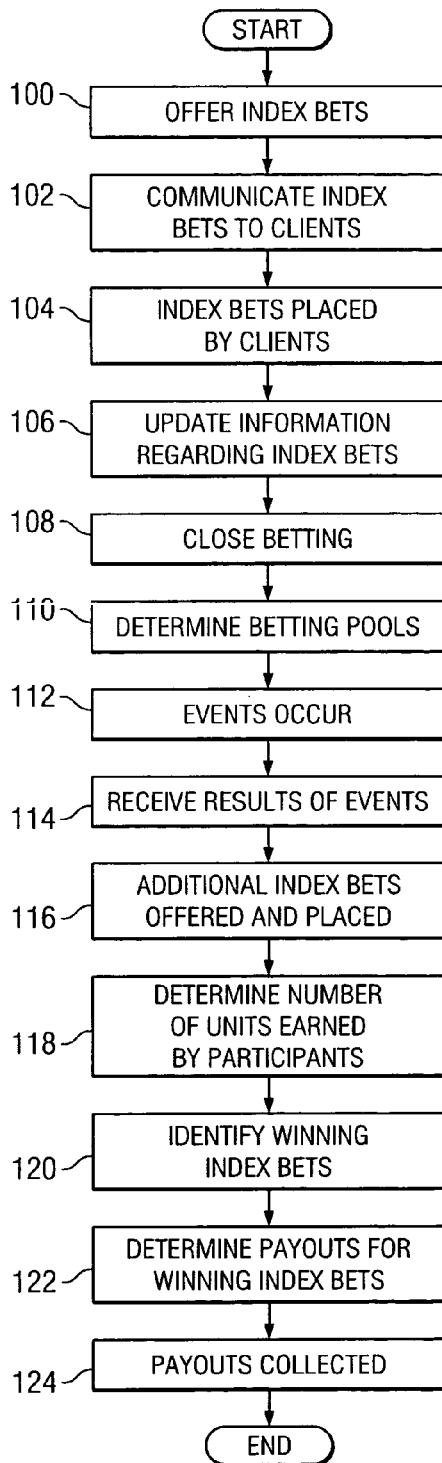 START
100
OFFER INDEX BETS
102
COMMUNICATE INDEX
BETS TO CLIENTS
104
INDEX BETS PLACED
BY CLIENTS
106
UPDATE INFORMATION
REGARDING INDEX BETS
108
CLOSE BETTING
110
DETERMINE BETTING POOLS
112
EVENTS OCCUR
114
RECEIVE RESULTS OF EVENTS
116
ADDITIONAL INDEX BETS
OFFERED AND PLACED
118
DETERMINE NUMBER
OF UNITS EARNED
BY PARTICIPANTS
120
IDENTIFY WINNING
INDEX BETS
122
DETERMINE PAYOUTS FOR
WINNING INDEX BETS
124
PAYOUTS COLLECTED
END